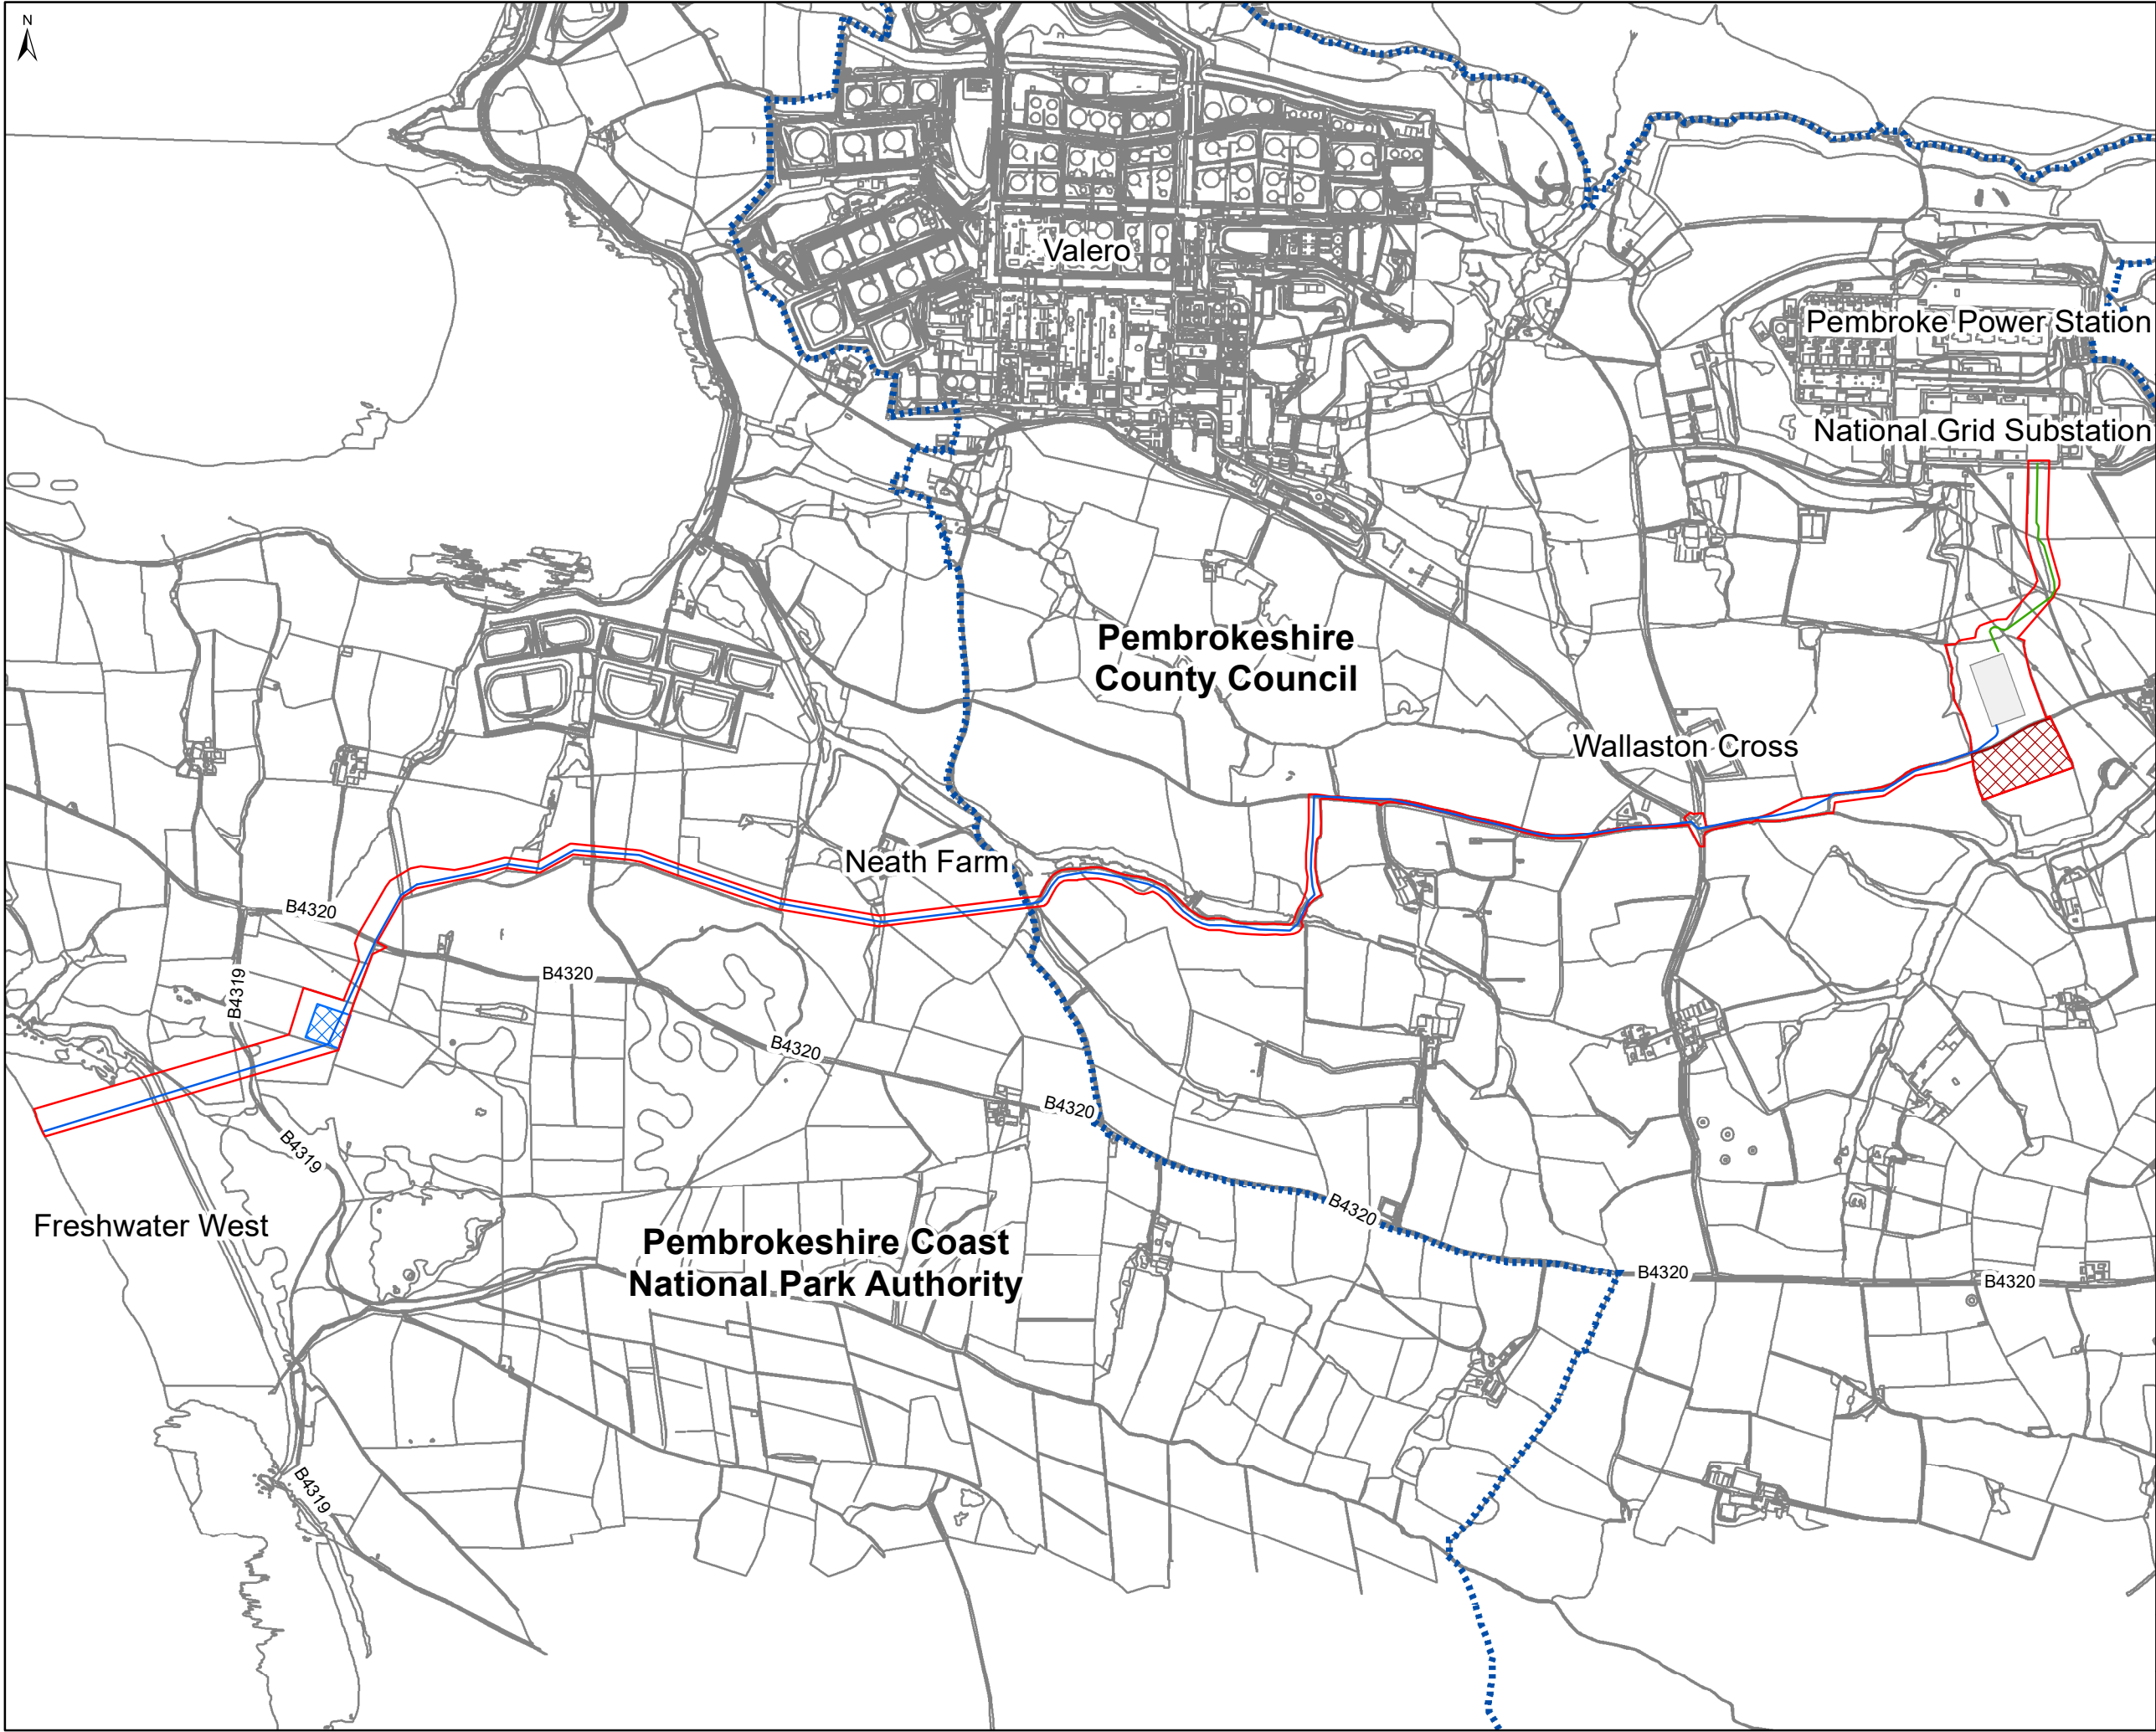 N
Valero
Pembroke Power Station
National Grid Substation
Pembrokeshire
County Council
Wallaston Cross
Neath Farm
B4320
B4319
B4320
B4320
B4320
B4319
B4320
Freshwater West
Pembrokeshire Coast
National Park Authority
B4320
B4320
B4319